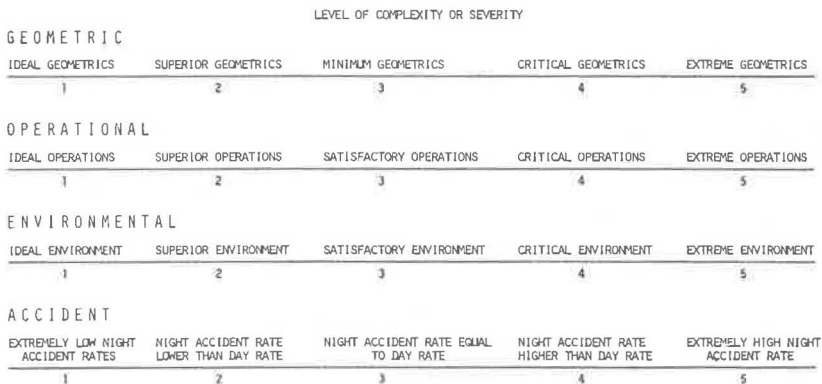 LEVEL OF COMPLEXITY OR SEVERITY
GEOMETRIC
IDEAL GEOMETRICS SUPERIOR GEOMETRICS MINIMUM GEOMETRICS CRITICAL GEOMETRICS EXTREME GEOMETRICS
1 2 3 4 5
OPERATIONAL
IDEAL OPERATIONS SUPERIOR OPERATIONS SATISFACTORY OPERATIONS CRITICAL OPERATIONS EXTREME OPERATIONS
1 2 3 4 5
ENVIRONMENTAL
IDEAL ENVIRONMENT SUPERIOR ENVIRONMENT SATISFACTORY ENVIRONMENT CRITICAL ENVIRONMENT EXTREME ENVIRONMENT
1 2 3 4 5
ACCIDENT
EXTREMELY LOW NIGHT NIGHT ACCIDENT RATE NIGHT ACCIDENT RATE EQUAL NIGHT ACCIDENT RATE EXTREMELY HIGH NIGHT
ACCIDENT RATES LOWER THAN DAY RATE TO DAY RATE HIGHER THAN DAY RATE ACCIDENT RATE
1 2 3 4 5